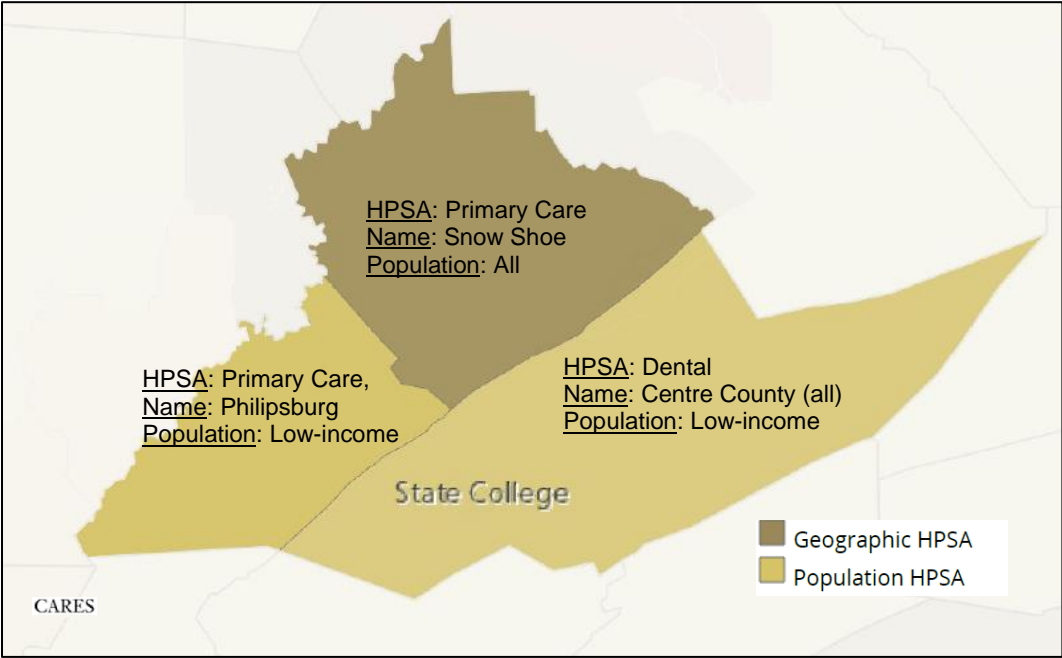 HPSA: Primary Care
Name: Snow Shoe
Population: All
HPSA: Primary Care,
Name: Philipsburg
Population: Low-income
HPSA: Dental
Name: Centre County (all)
Population: Low-income
State College
Geographic HPSA
Population HPSA
CARES